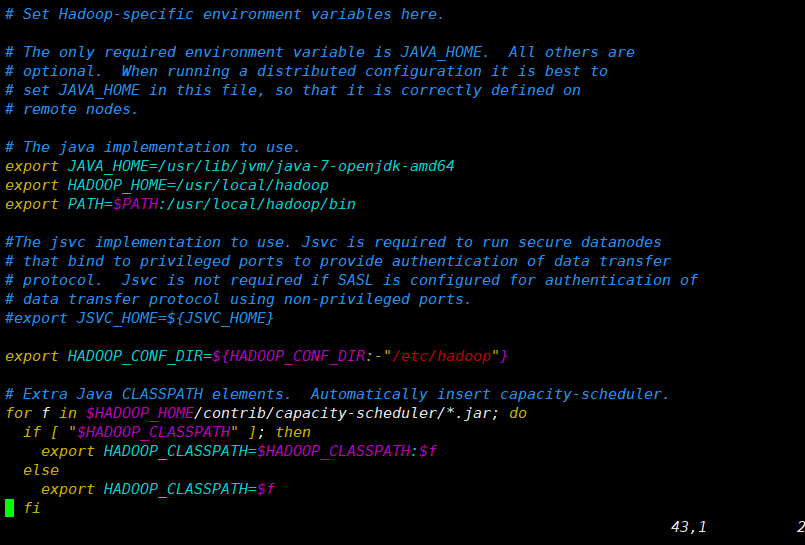 # Set Hadoop-specific environment variables here.
# The only required environment variable is JAVA_HOME.  All others are
# optional.  When running a distributed configuration it is best to
# set JAVA_HOME in this file, so that it is correctly defined on
# remote nodes.
# The java implementation to use.
export JAVA_HOME=/usr/lib/jvm/java-7-openjdk-amd64
export HADOOP_HOME=/usr/local/hadoop
export PATH=$PATH:/usr/local/hadoop/bin
#The jsvc implementation to use. Jsvc is required to run secure datanodes
# that bind to privileged ports to provide authentication of data transfer
# protocol.  Jsvc is not required if SASL is configured for authentication of
# data transfer protocol using non-privileged ports.
#export JSVC_HOME=${JSVC_HOME}
export HADOOP_CONF_DIR=${HADOOP_CONF_DIR:-"/etc/hadoop"}
# Extra Java CLASSPATH elements.  Automatically insert capacity-scheduler.
for f in $HADOOP_HOME/contrib/capacity-scheduler/*.jar; do
  if [ "$HADOOP_CLASSPATH" ]; then
    export HADOOP_CLASSPATH=$HADOOP_CLASSPATH:$f
  else
    export HADOOP_CLASSPATH=$f
  fi
43,1 2